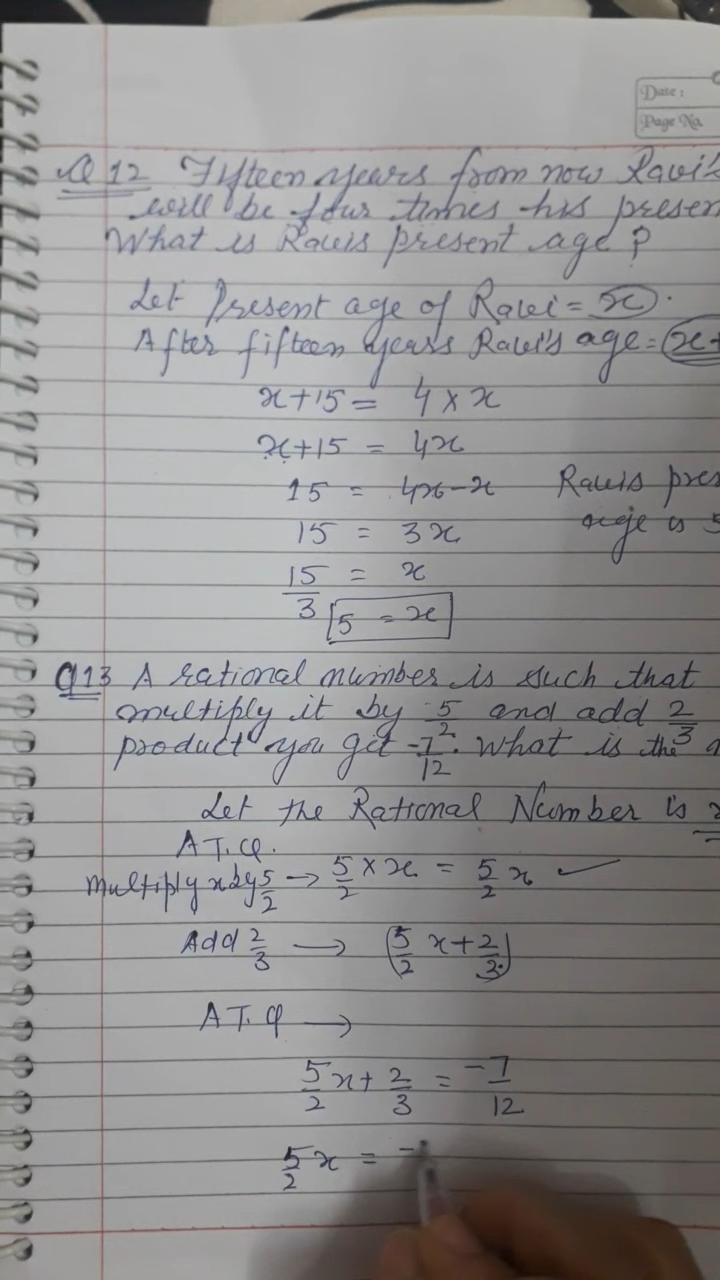 Date :
Page No.
Q 12 Fifteen years from now Ravi's
will be four times his presen
What is Ravis present age?
Let Present age of Ravi = x.
After fifteen years Ravi's age = x+
x+15 = 4 × x
x+15 = 4x
15 = 4x-x Ravis pres
15 = 3x age is 5
15/3 = x
5 = x
Q13 A rational number is such that
multiply it by 5/2 and add 2/3
product you get -7/12. What is the
Let the Rational Number is x
A.T.Q.
Multiply x by 5/2 → 5/2 × x = 5/2 x ✓
Add 2/3 → (5/2 x + 2/3)
A.T.Q →
5/2 x + 2/3 = -7/12
5/2 x = -